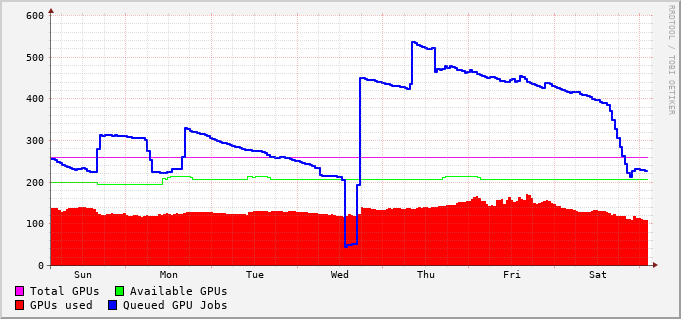 RRDTOOL / TOBI OETIKER
600
500
400
300
200
100
0
Sun Mon Tue Wed Thu Fri Sat
Total GPUs Available GPUs
GPUs used Queued GPU Jobs